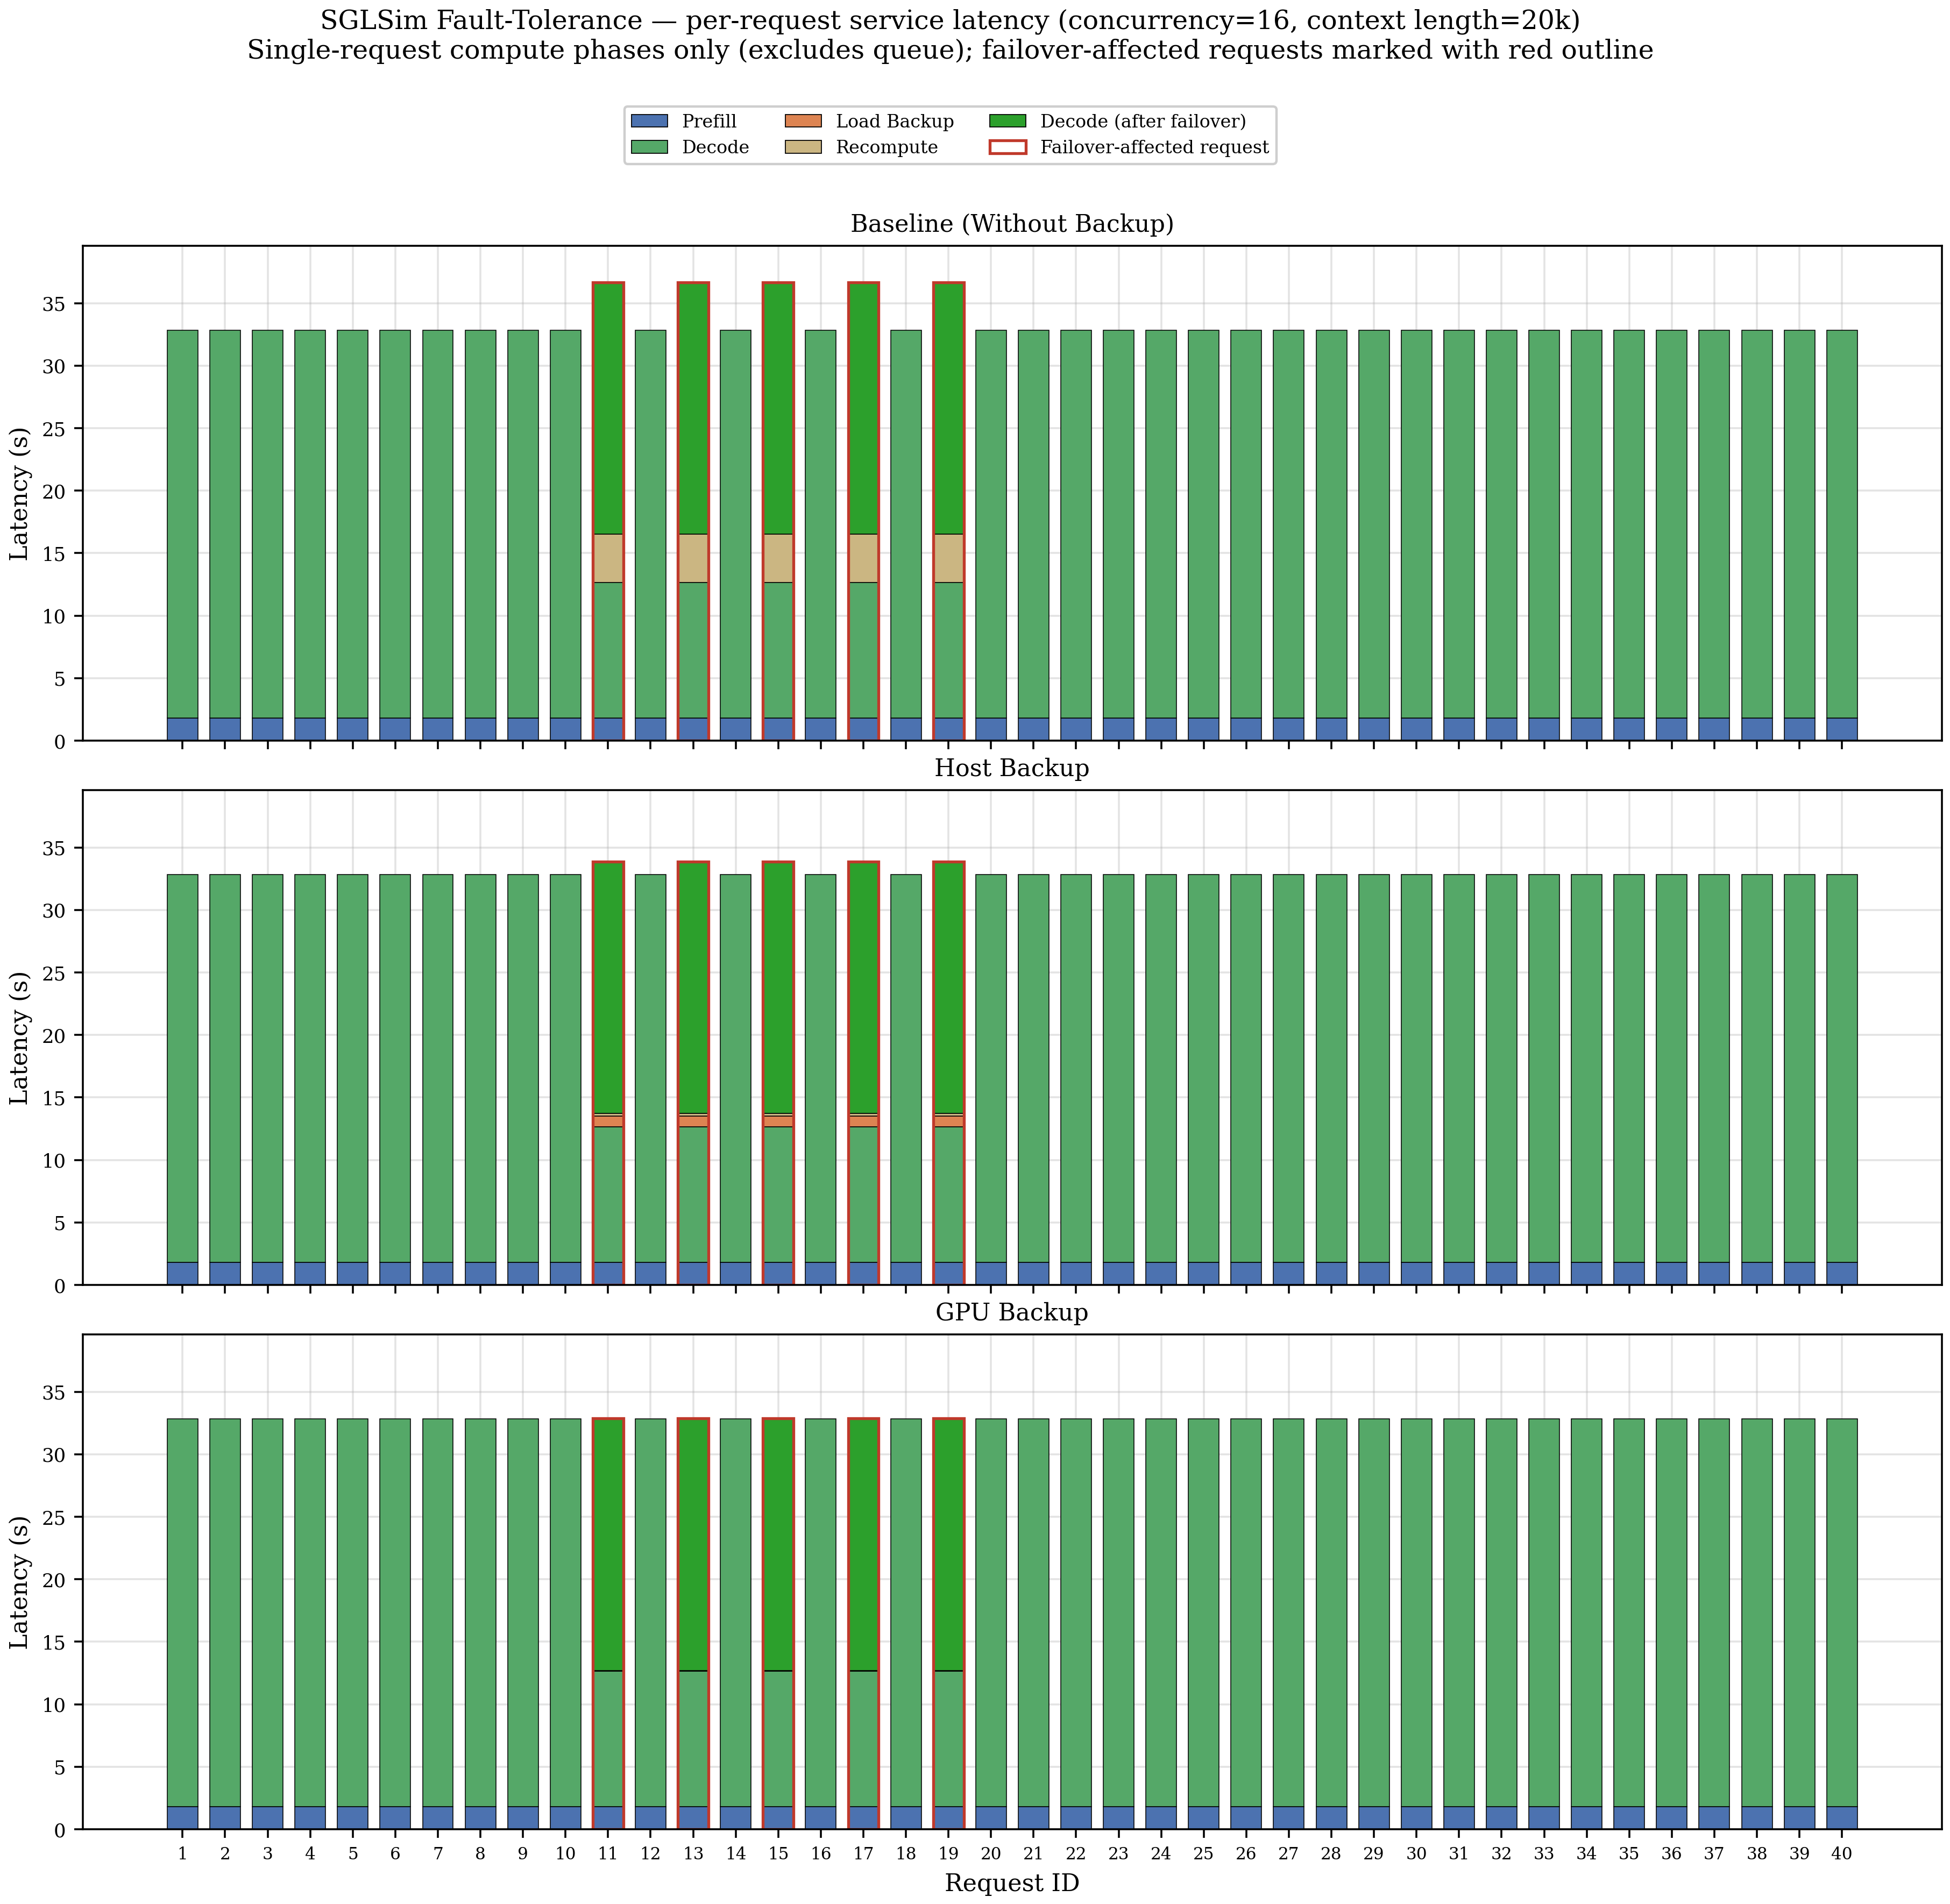 SGLSim Fault-Tolerance — per-request service latency (concurrency=16, context length=20k)
Single-request compute phases only (excludes queue); failover-affected requests marked with red outline
Prefill
Decode
Load Backup
Recompute
Decode (after failover)
Failover-affected request
Baseline (Without Backup)
Latency (s)
35
30
25
20
15
10
5
0
Host Backup
Latency (s)
35
30
25
20
15
10
5
0
GPU Backup
Latency (s)
35
30
25
20
15
10
5
0
1 2 3 4 5 6 7 8 9 10 11 12 13 14 15 16 17 18 19 20 21 22 23 24 25 26 27 28 29 30 31 32 33 34 35 36 37 38 39 40
Request ID